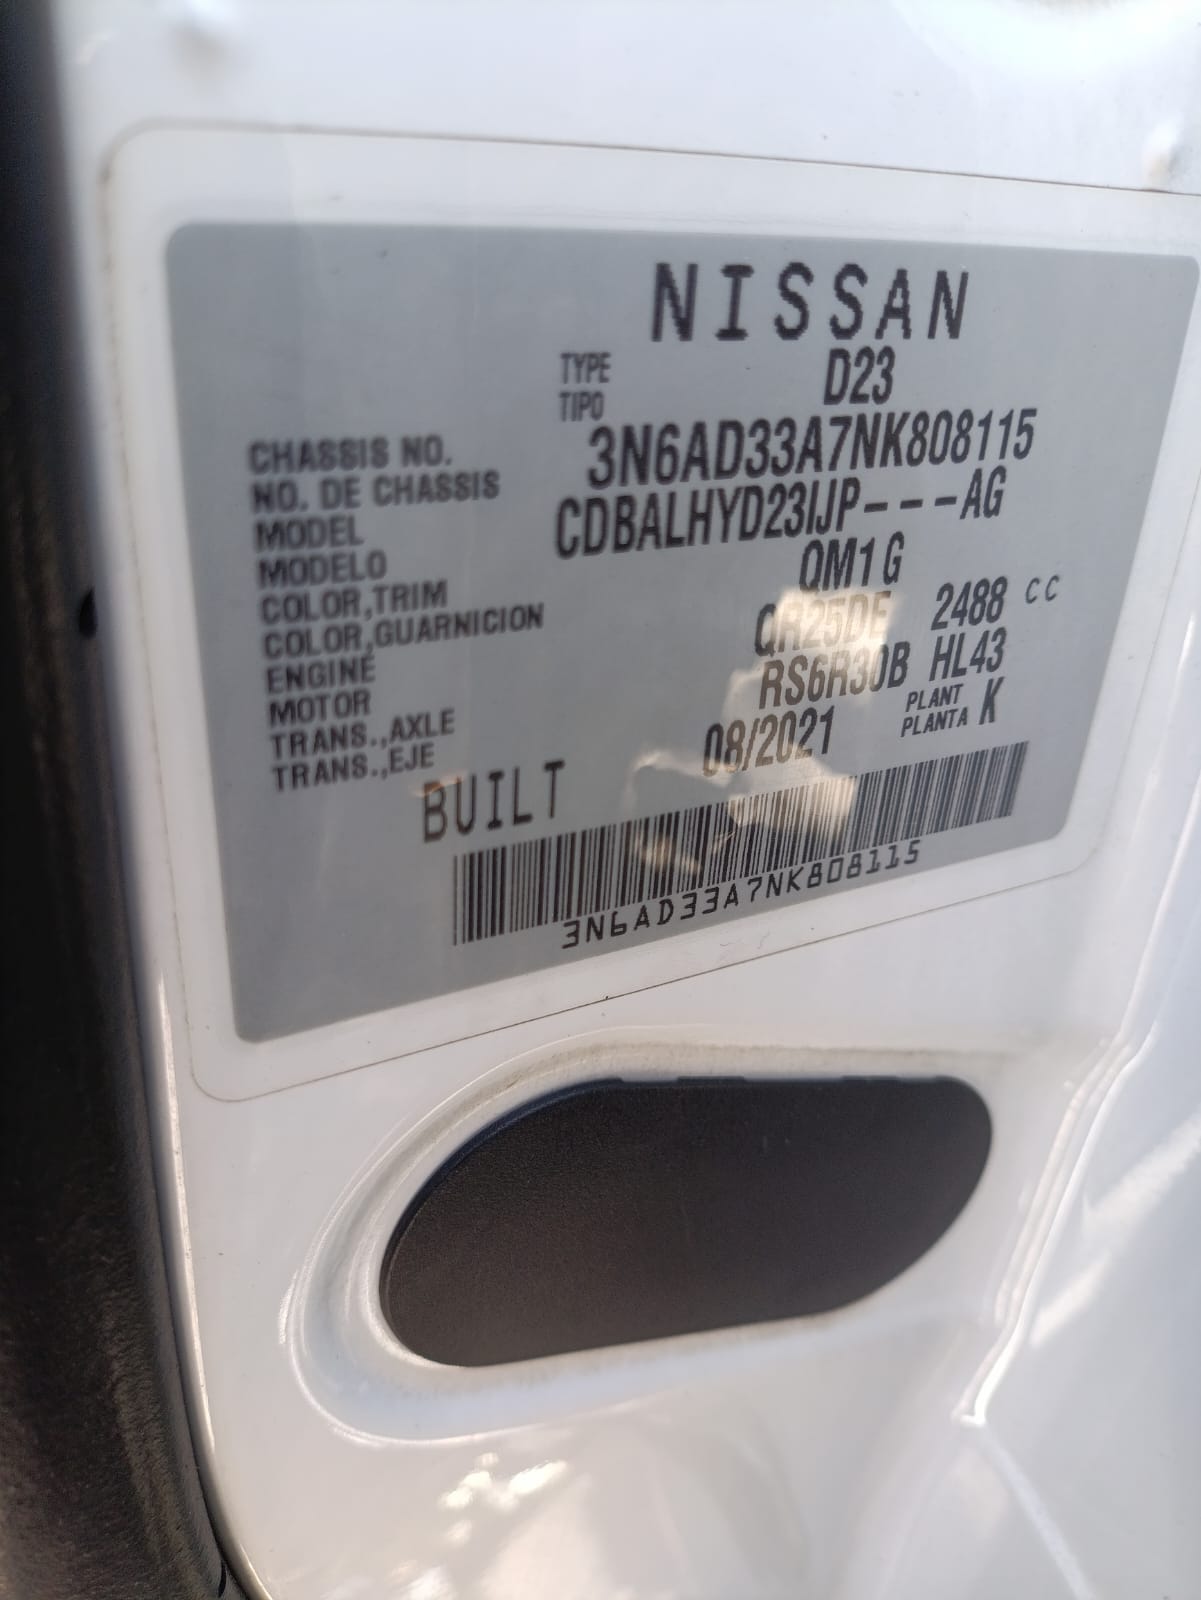 NISSAN
TYPE
TIPO D23
CHASSIS NO.
NO. DE CHASSIS 3N6AD33A7NK808115
MODEL
MODELO CDBALHYD23IJP---AG
COLOR,TRIM
COLOR,GUARNICION QM1 G
ENGINE
MOTOR QR25DE 2488 CC
TRANS.,AXLE
TRANS.,EJE RS6R30B HL43
PLANT
PLANTA K
BUILT 08/2021
3N6AD33A7NK808115